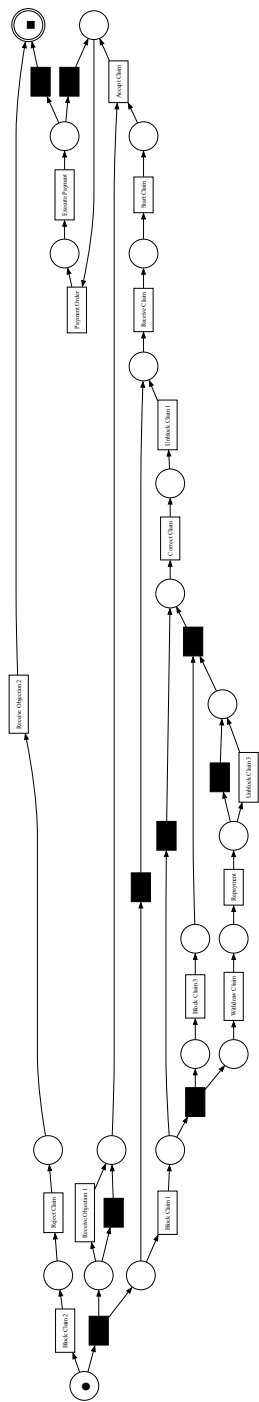 Accept Claim
Execute Payment
Start Claim
Payment Order
Receive Claim
Unblock Claim 1
Correct Claim
Receive Objection 2
Unblock Claim 3
Repayment
Block Claim 3
Withdraw Claim
Receive Objection 1
Reject Claim
Block Claim 1
Block Claim 2